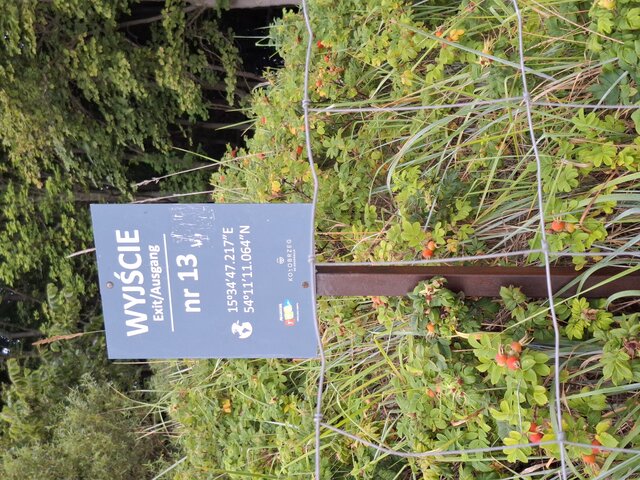 WYJŚCIE
Exit/Ausgang
nr 13
15°34'47.217"E
54°11'11.064"N
KOŁOBRZEG